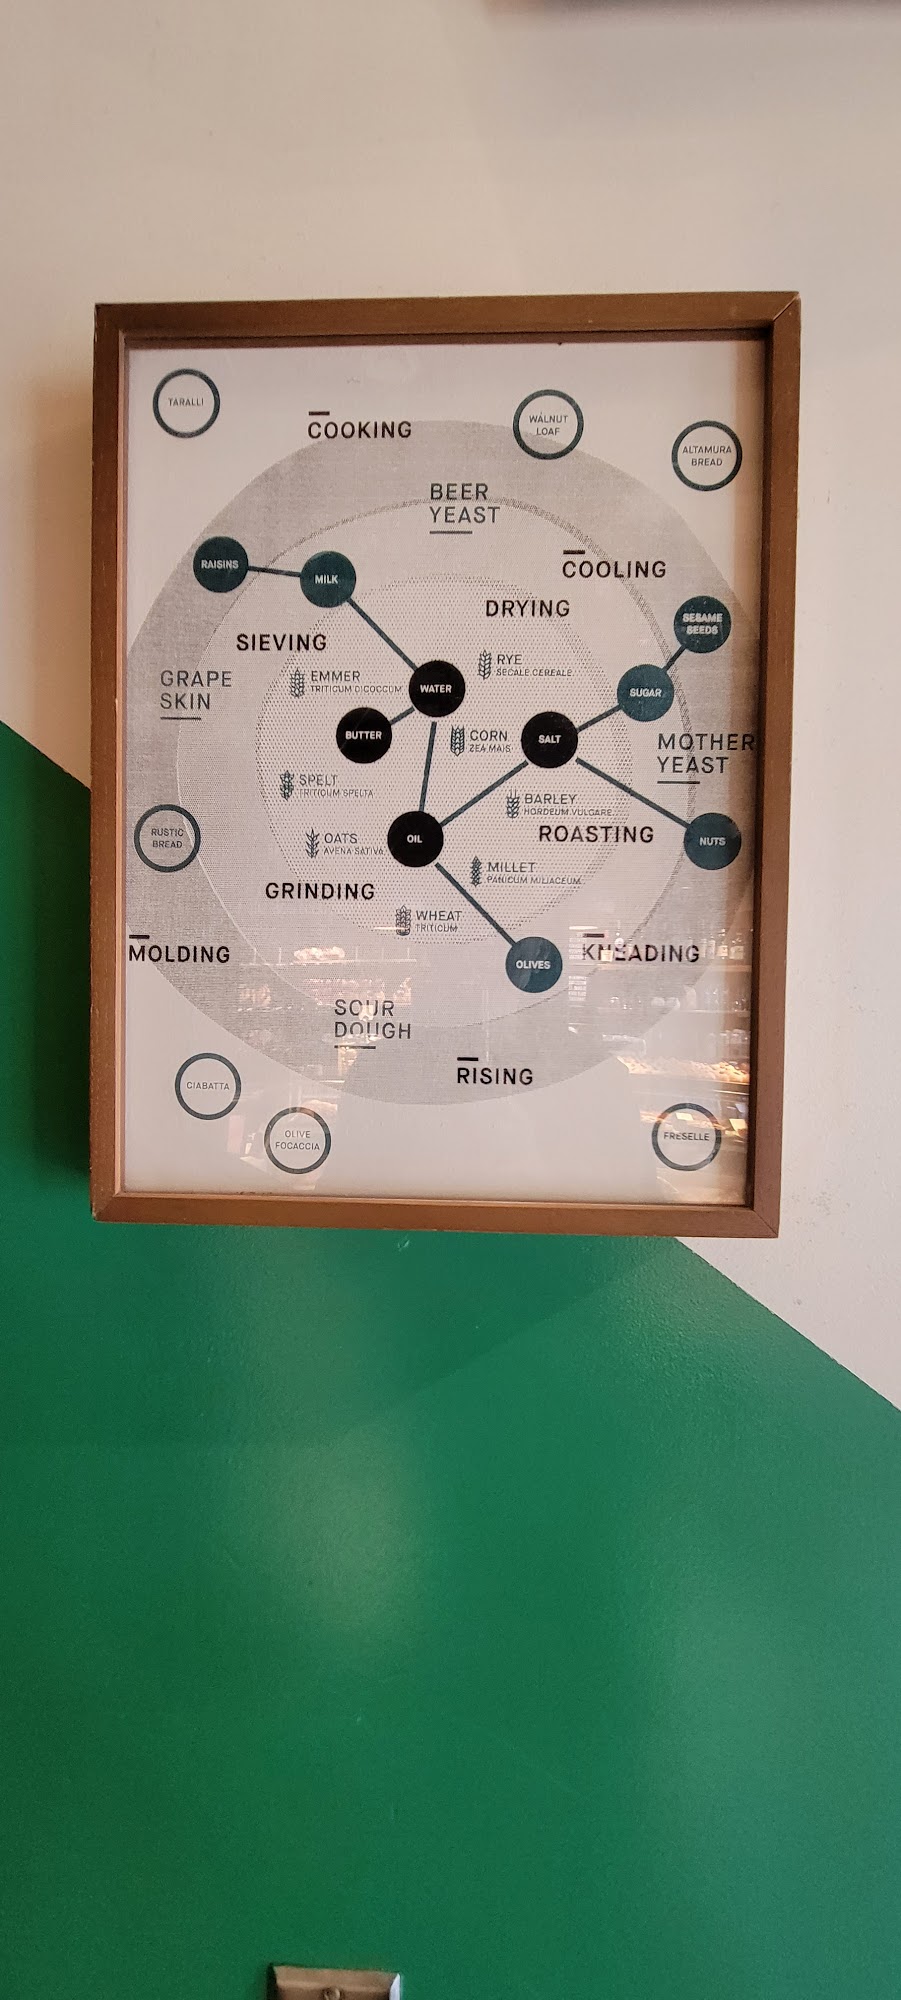 TARALLI
COOKING
WALNUT
LOAF
ALTAMURA
BREAD
BEER
YEAST
RAISINS
MILK
COOLING
DRYING
SESAME
SEEDS
SIEVING
GRAPE
SKIN
EMMER
TRITICUM DICOCCUM
WATER
RYE
SECALE CEREALE
SUGAR
BUTTER
CORN
ZEA MAIS
SALT
MOTHER
YEAST
SPELT
TRITICUM SPELTA
BARLEY
HORDEUM VULGARE
RUSTIC
BREAD
OATS
AVENA SATIVA
OIL
ROASTING
NUTS
MILLET
PANICUM MILIACEUM
GRINDING
WHEAT
TRITICUM
MOLDING
OLIVES
KNEADING
SOUR
DOUGH
RISING
CIABATTA
OLIVE
FOCACCIA
FRESELLE